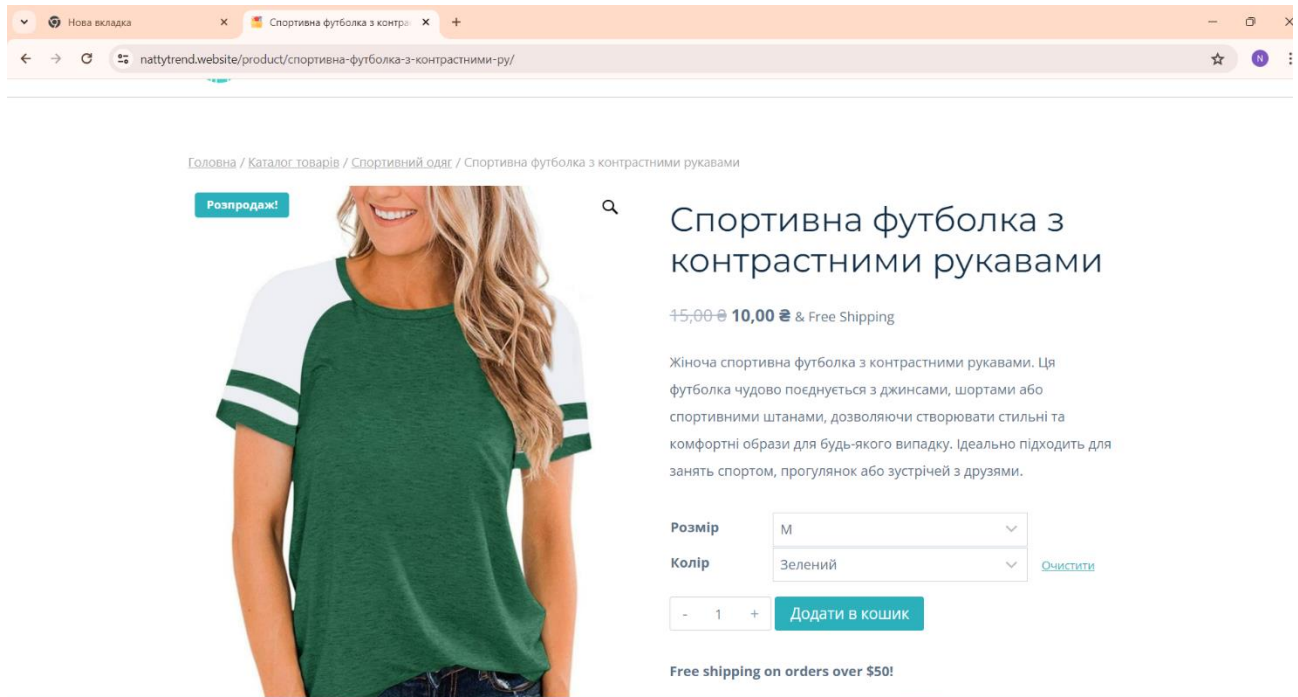 Нова вкладка
Спортивна футболка з контра
nattytrend.website/product/спортивна-футболка-з-контрастними-ру/
N
Головна / Каталог товарів / Спортивний одяг / Спортивна футболка з контрастними рукавами
Розпродаж!
Спортивна футболка з
контрастними рукавами
15,00 ₴ 10,00 ₴ & Free Shipping
Жіноча спортивна футболка з контрастними рукавами. Ця
футболка чудово поєднується з джинсами, шортами або
спортивними штанами, дозволяючи створювати стильні та
комфортні образи для будь-якого випадку. Ідеально підходить для
занять спортом, прогулянок або зустрічей з друзями.
Розмір M
Колір Зелений Очистити
- 1 + Додати в кошик
Free shipping on orders over $50!